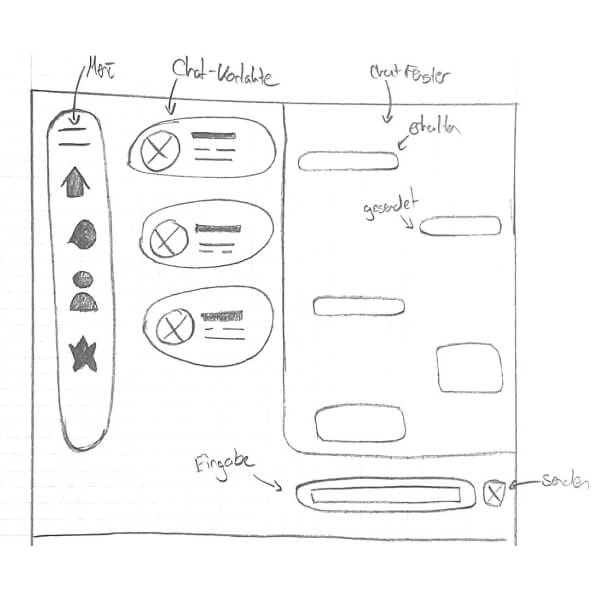 Menü
Chat-Vorlahte
Chat Fenster
erhalten
gesendet
Eingabe
senden